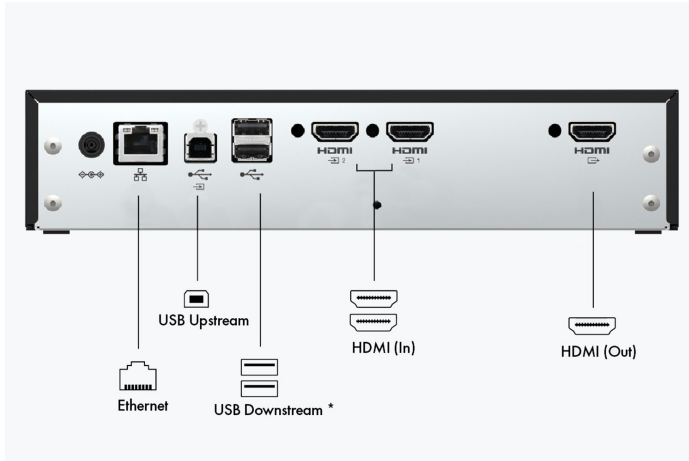 HDMI
2
HDMI
1
HDMI
USB Upstream
HDMI (In)
HDMI (Out)
Ethernet
USB Downstream *